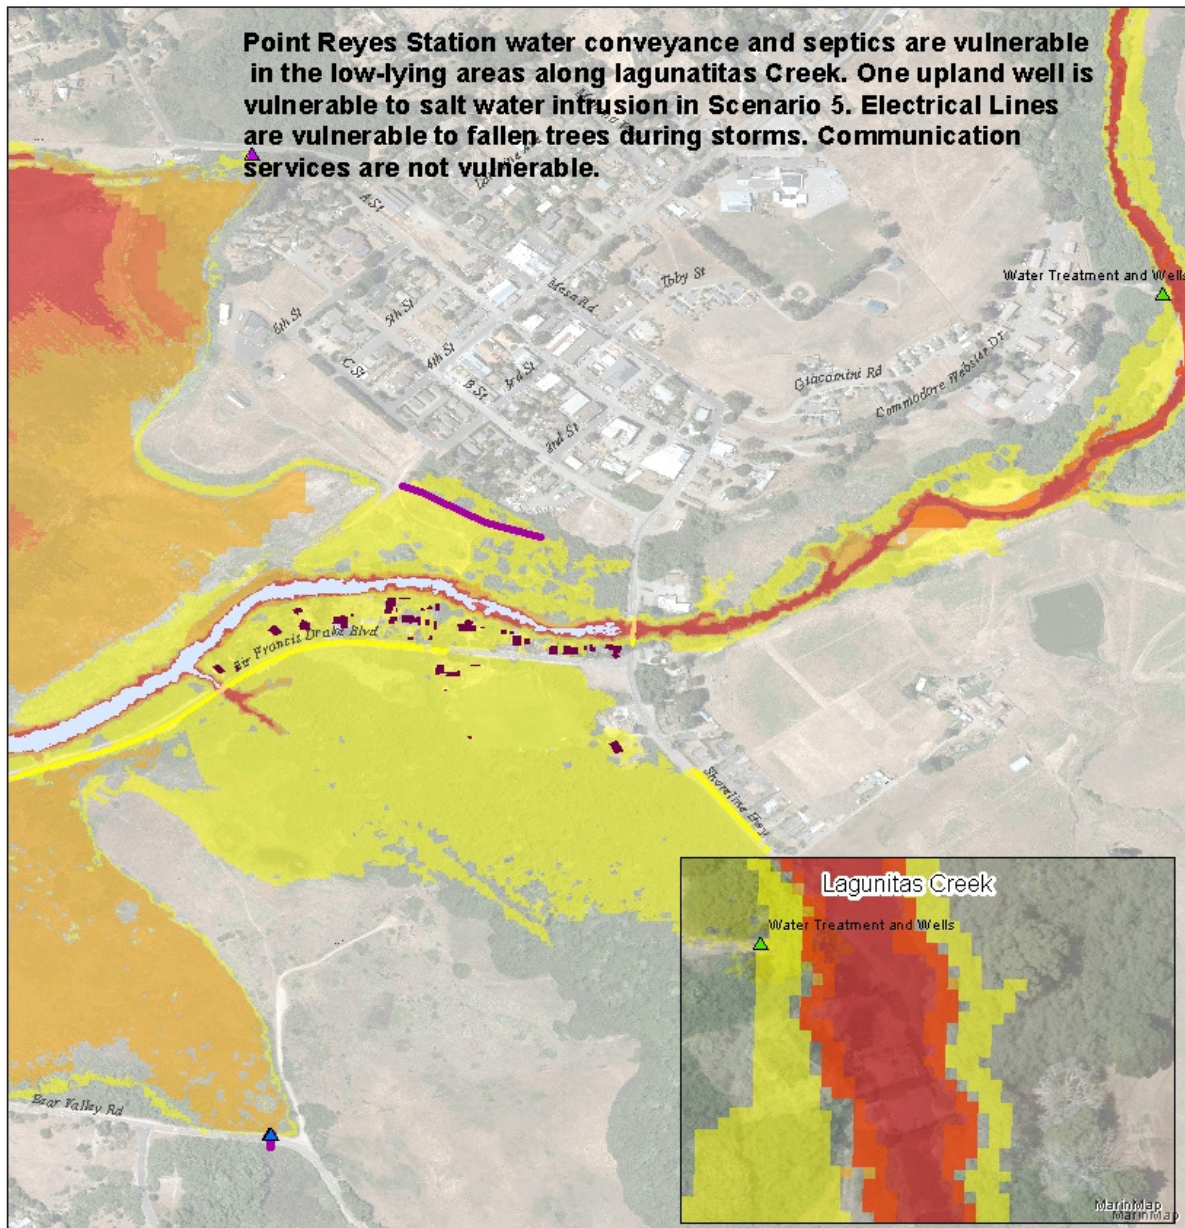 Point Reyes Station water conveyance and septics are vulnerable
in the low-lying areas along lagunatitas Creek. One upland well is
vulnerable to salt water intrusion in Scenario 5. Electrical Lines
are vulnerable to fallen trees during storms. Communication
services are not vulnerable.
...
A St
Mesa Rd
Toby St
Water Treatment and Wells
6th St
5th St
C St
4th St
B St
3rd St
2nd St
Giacomini Rd
Commodore Webster Dr
Sir Francis Drake Blvd
Shoreline Hwy
Lagunitas Creek
Water Treatment and Wells
...
Bear Valley Rd
MarinMap
MarinMap